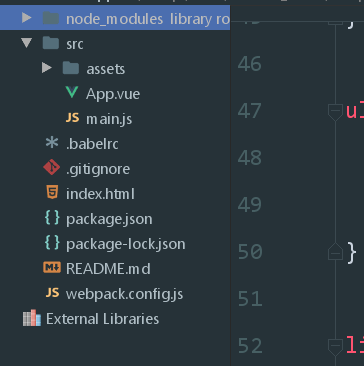 node_modules library ro
src
assets
App.vue
main.js
.babelrc
.gitignore
index.html
package.json
package-lock.json
README.md
webpack.config.js
External Libraries
}
46
47 ul
48
49
50 }
51
52 li